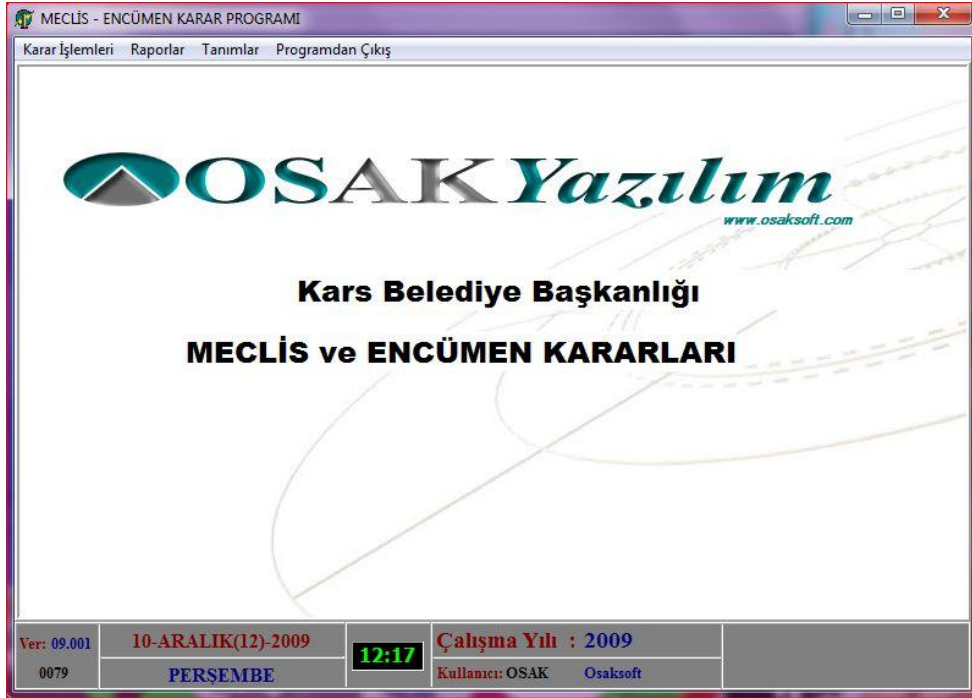 MECLİS - ENCÜMEN KARAR PROGRAMI
Karar İşlemleri Raporlar Tanımlar Programdan Çıkış
OSAK Yazılım
www.osaksoft.com
Kars Belediye Başkanlığı
MECLİS ve ENCÜMEN KARARLARI
Ver: 09.001 10-ARALIK(12)-2009 12:17 Çalışma Yılı : 2009
0079 PERŞEMBE Kullanıcı: OSAK Osaksoft